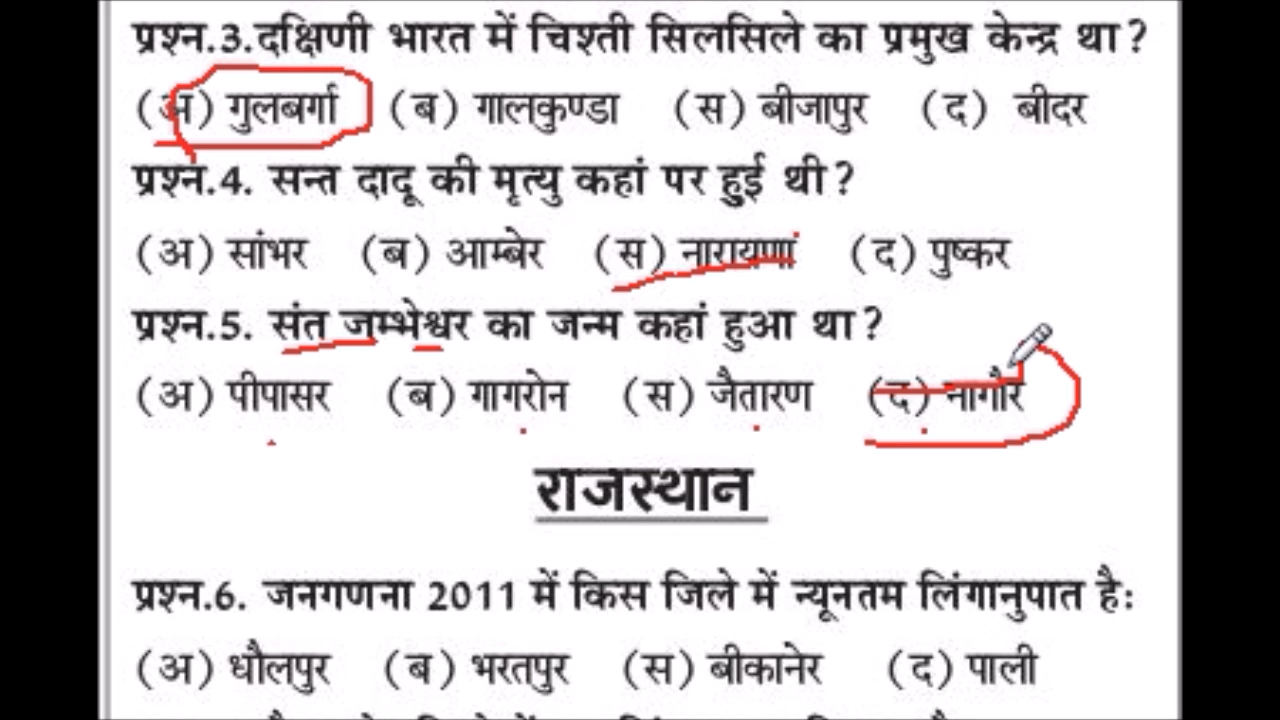 प्रश्न.3.दक्षिणी भारत में चिश्ती सिलसिले का प्रमुख केन्द्र था?
(अ) गुलबर्गा (ब) गालकुण्डा (स) बीजापुर (द) बीदर
प्रश्न.4. सन्त दादू की मृत्यु कहां पर हुई थी?
(अ) सांभर (ब) आम्बेर (स) नारायणा (द) पुष्कर
प्रश्न.5. संत जम्भेश्वर का जन्म कहां हुआ था?
(अ) पीपासर (ब) गागरोन (स) जैतारण (द) नागौर
राजस्थान
प्रश्न.6. जनगणना 2011 में किस जिले में न्यूनतम लिंगानुपात है:
(अ) धौलपुर (ब) भरतपुर (स) बीकानेर (द) पाली